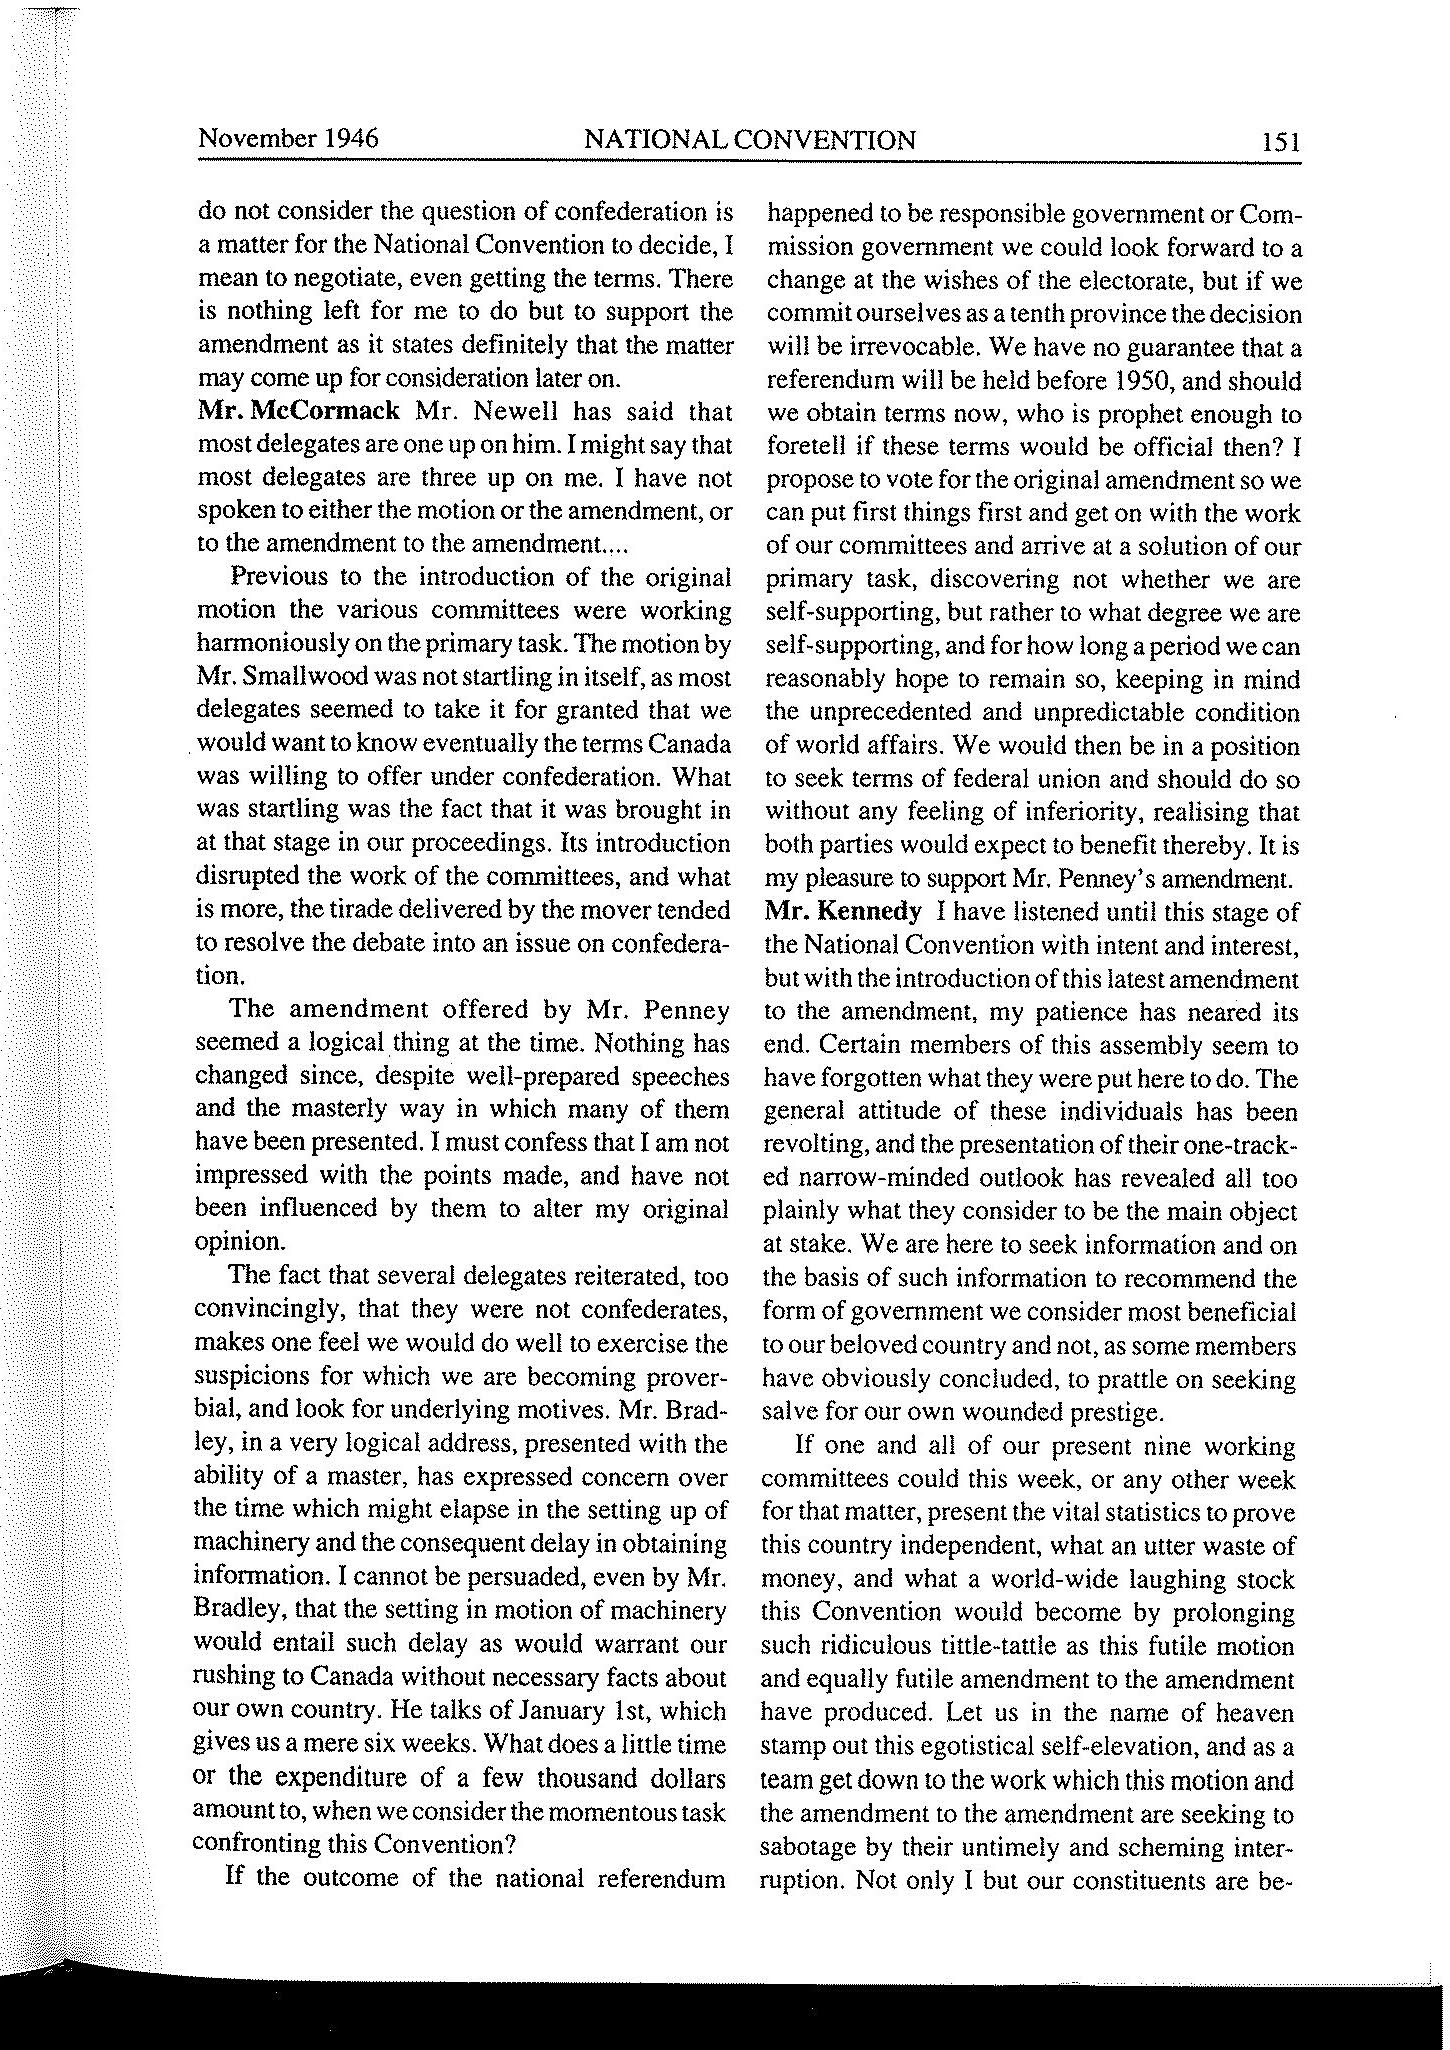 November 1946 NATIONAL CONVENTION 151
do not consider the question of confederation is
a matter for the National Convention to decide, I
mean to negotiate, even getting the terms. There
is nothing left for me to do but to support the
amendment as it states definitely that the matter
may come up for consideration later on.
Mr. McCormack Mr. Newell has said that
most delegates are one up on him. I might say that
most delegates are three up on me. I have not
spoken to either the motion or the amendment, or
to the amendment to the amendment....
Previous to the introduction of the original
motion the various committees were working
harmoniously on the primary task. The motion by
Mr. Smallwood was not startling in itself, as most
delegates seemed to take it for granted that we
would want to know eventually the terms Canada
was willing to offer under confederation. What
was startling was the fact that it was brought in
at that stage in our proceedings. Its introduction
disrupted the work of the committees, and what
is more, the tirade delivered by the mover tended
to resolve the debate into an issue on confedera-
tion.
The amendment offered by Mr. Penney
seemed a logical thing at the time. Nothing has
changed since, despite well-prepared speeches
and the masterly way in which many of them
have been presented. I must confess that I am not
impressed with the points made, and have not
been influenced by them to alter my original
opinion.
The fact that several delegates reiterated, too
convincingly, that they were not confederates,
makes one feel we would do well to exercise the
suspicions for which we are becoming prover-
bial, and look for underlying motives. Mr. Brad-
ley, in a very logical address, presented with the
ability of a master, has expressed concern over
the time which might elapse in the setting up of
machinery and the consequent delay in obtaining
information. I cannot be persuaded, even by Mr.
Bradley, that the setting in motion of machinery
would entail such delay as would warrant our
rushing to Canada without necessary facts about
our own country. He talks of January 1st, which
gives us a mere six weeks. What does a little time
or the expenditure of a few thousand dollars
amount to, when we consider the momentous task
confronting this Convention?
If the outcome of the national referendum
happened to be responsible government or Com-
mission government we could look forward to a
change at the wishes of the electorate, but if we
commit ourselves as a tenth province the decision
will be irrevocable. We have no guarantee that a
referendum will be held before 1950, and should
we obtain terms now, who is prophet enough to
foretell if these terms would be official then? I
propose to vote for the original amendment so we
can put first things first and get on with the work
of our committees and arrive at a solution of our
primary task, discovering not whether we are
self-supporting, but rather to what degree we are
self-supporting, and for how long a period we can
reasonably hope to remain so, keeping in mind
the unprecedented and unpredictable condition
of world affairs. We would then be in a position
to seek terms of federal union and should do so
without any feeling of inferiority, realising that
both parties would expect to benefit thereby. It is
my pleasure to support Mr. Penney's amendment.
Mr. Kennedy I have listened until this stage of
the National Convention with intent and interest,
but with the introduction of this latest amendment
to the amendment, my patience has neared its
end. Certain members of this assembly seem to
have forgotten what they were put here to do. The
general attitude of these individuals has been
revolting, and the presentation of their one-track-
ed narrow-minded outlook has revealed all too
plainly what they consider to be the main object
at stake. We are here to seek information and on
the basis of such information to recommend the
form of government we consider most beneficial
to our beloved country and not, as some members
have obviously concluded, to prattle on seeking
salve for our own wounded prestige.
If one and all of our present nine working
committees could this week, or any other week
for that matter, present the vital statistics to prove
this country independent, what an utter waste of
money, and what a world-wide laughing stock
this Convention would become by prolonging
such ridiculous tittle-tattle as this futile motion
and equally futile amendment to the amendment
have produced. Let us in the name of heaven
stamp out this egotistical self-elevation, and as a
team get down to the work which this motion and
the amendment to the amendment are seeking to
sabotage by their untimely and scheming inter-
ruption. Not only I but our constituents are be-